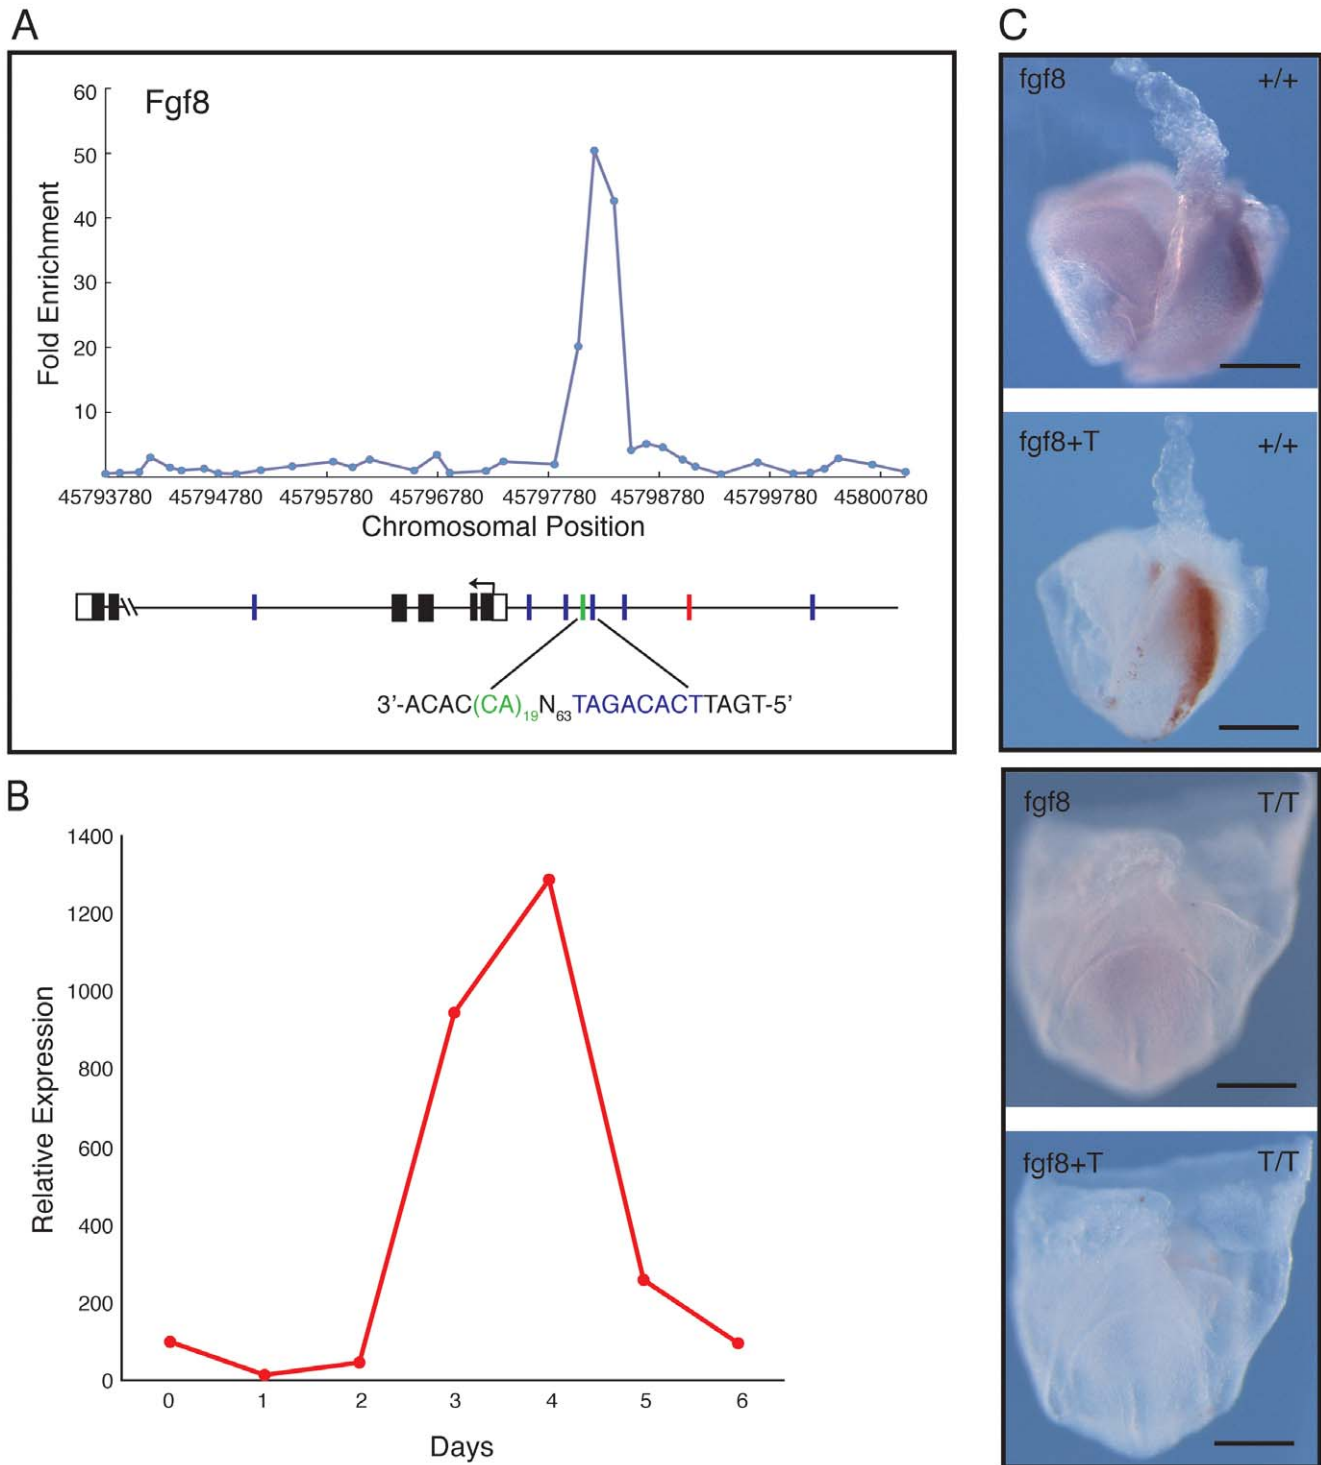 A
Fgf8
60
50
40
30
20
10
Fold Enrichment
45793780 45794780 45795780 45796780 45797780 45798780 45799780 45800780
Chromosomal Position
3’-ACAC(CA)19N63TAGACACTTAGT-5’
B
1400
1200
1000
800
600
400
200
0
Relative Expression
0 1 2 3 4 5 6
Days
C
fgf8 +/+
fgf8+T +/+
fgf8 T/T
fgf8+T T/T